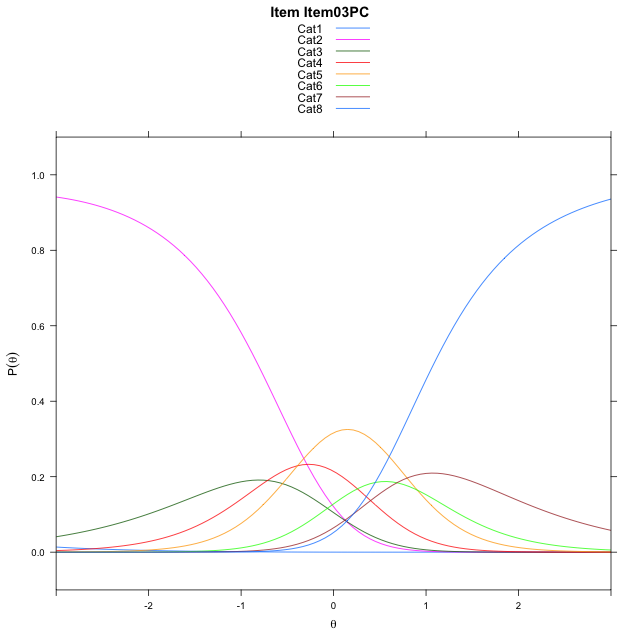 Item Item03PC
Cat1
Cat2
Cat3
Cat4
Cat5
Cat6
Cat7
Cat8
1.0
0.8
0.6
0.4
0.2
0.0
P(θ)
-2 -1 0 1 2
θ